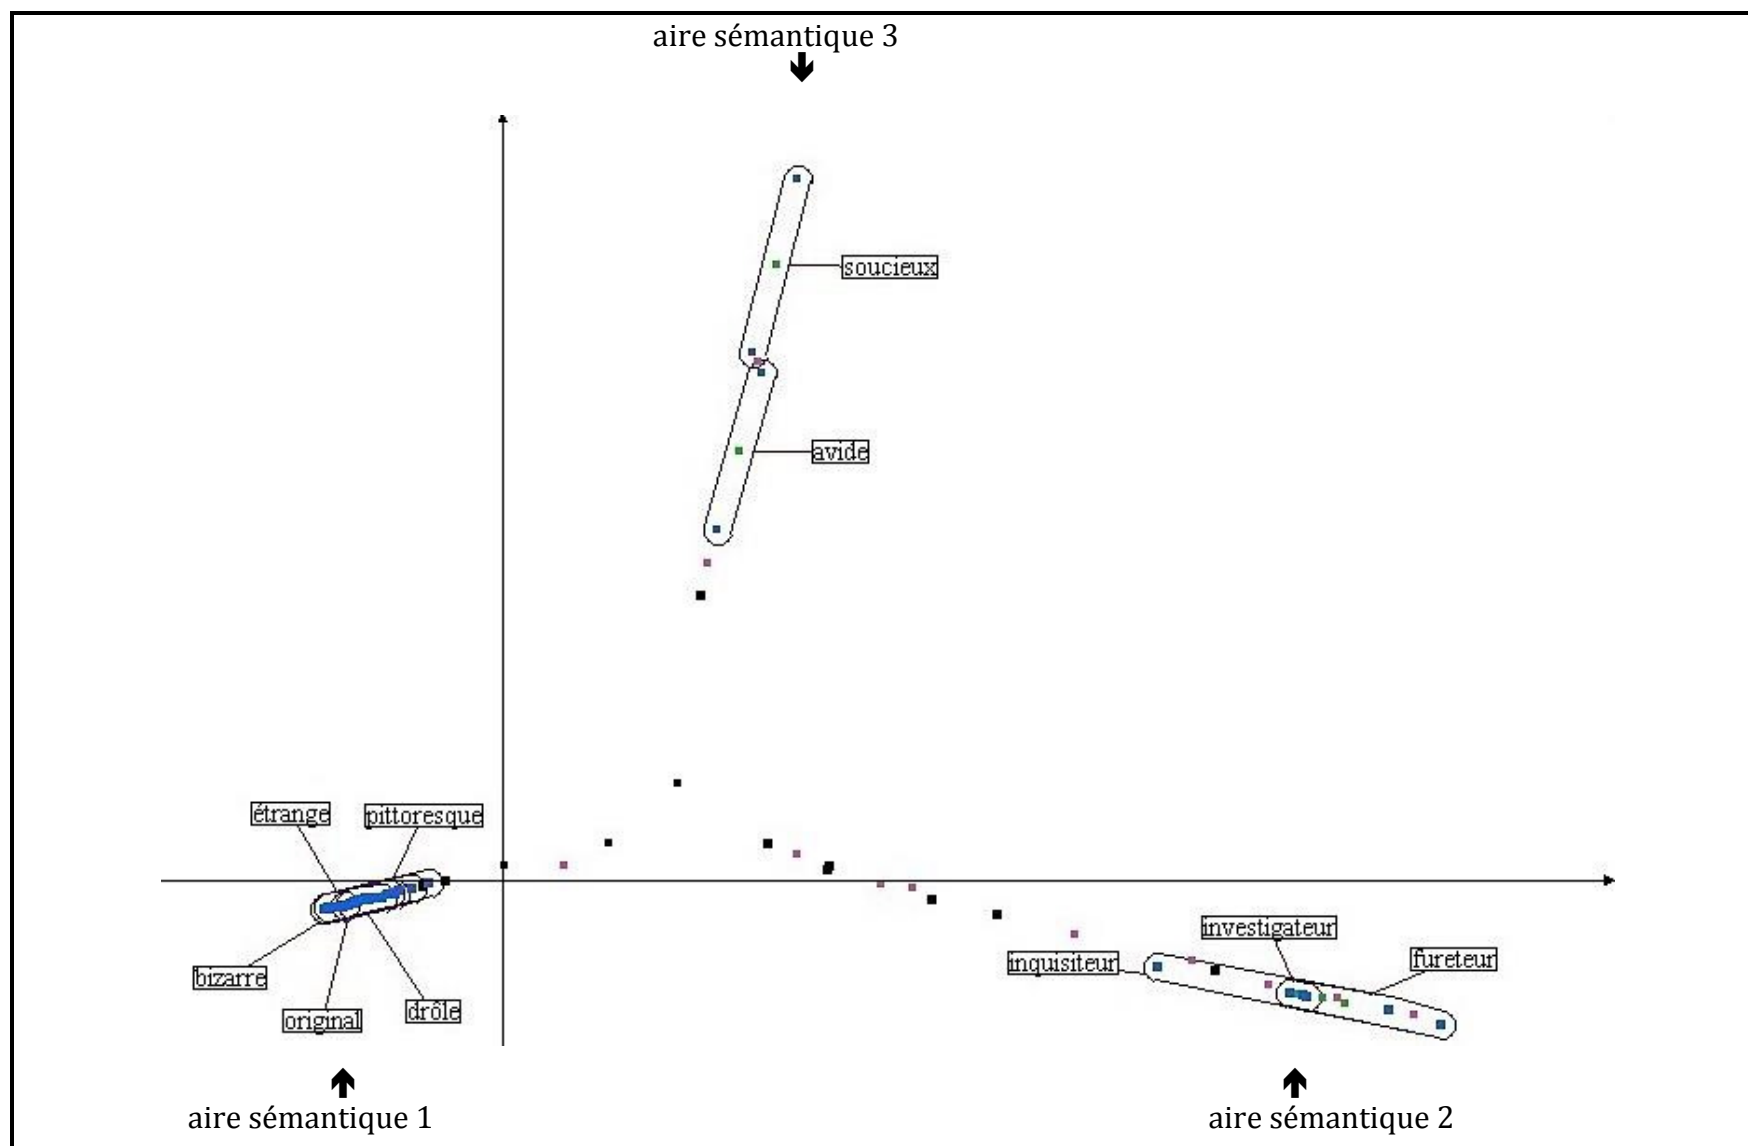 aire sémantique 3
soucieux
avide
étrange
pittoresque
bizarre
original
drôle
inquisiteur
investigateur
fureteur
aire sémantique 1
aire sémantique 2